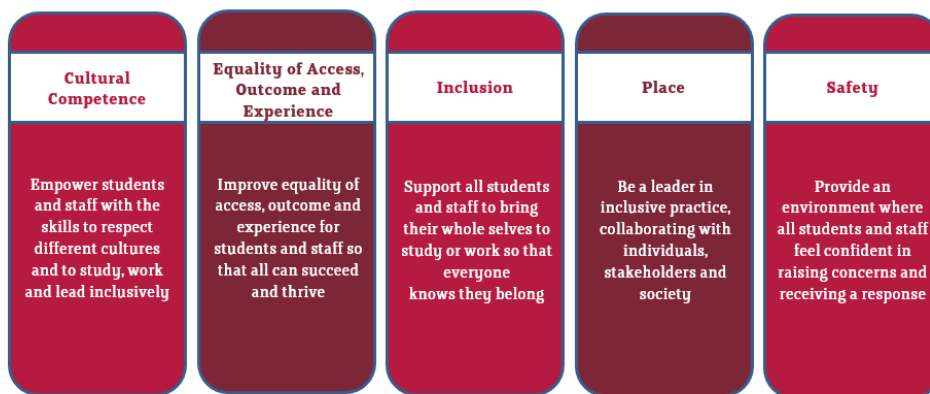 Cultural
Competence
Empower students
and staff with the
skills to respect
different cultures
and to study, work
and lead inclusively
Equality of Access,
Outcome and
Experience
Improve equality of
access, outcome and
experience for
students and staff so
that all can succeed
and thrive
Inclusion
Support all students
and staff to bring
their whole selves to
study or work so that
everyone
knows they belong
Place
Be a leader in
inclusive practice,
collaborating with
individuals,
stakeholders and
society
Safety
Provide an
environment where
all students and staff
feel confident in
raising concerns and
receiving a response